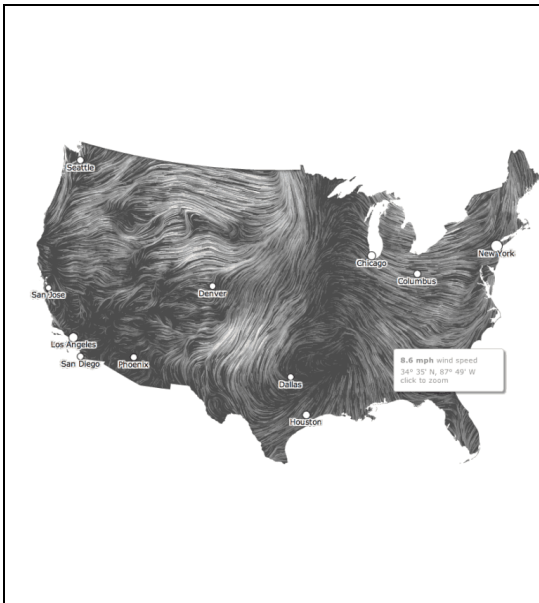 Seattle
New York
Chicago
Columbus
Denver
San Jose
Los Angeles
8.6 mph wind speed
San Diego
Phoenix
34° 35' N, 87° 49' W
click to zoom
Dallas
Houston